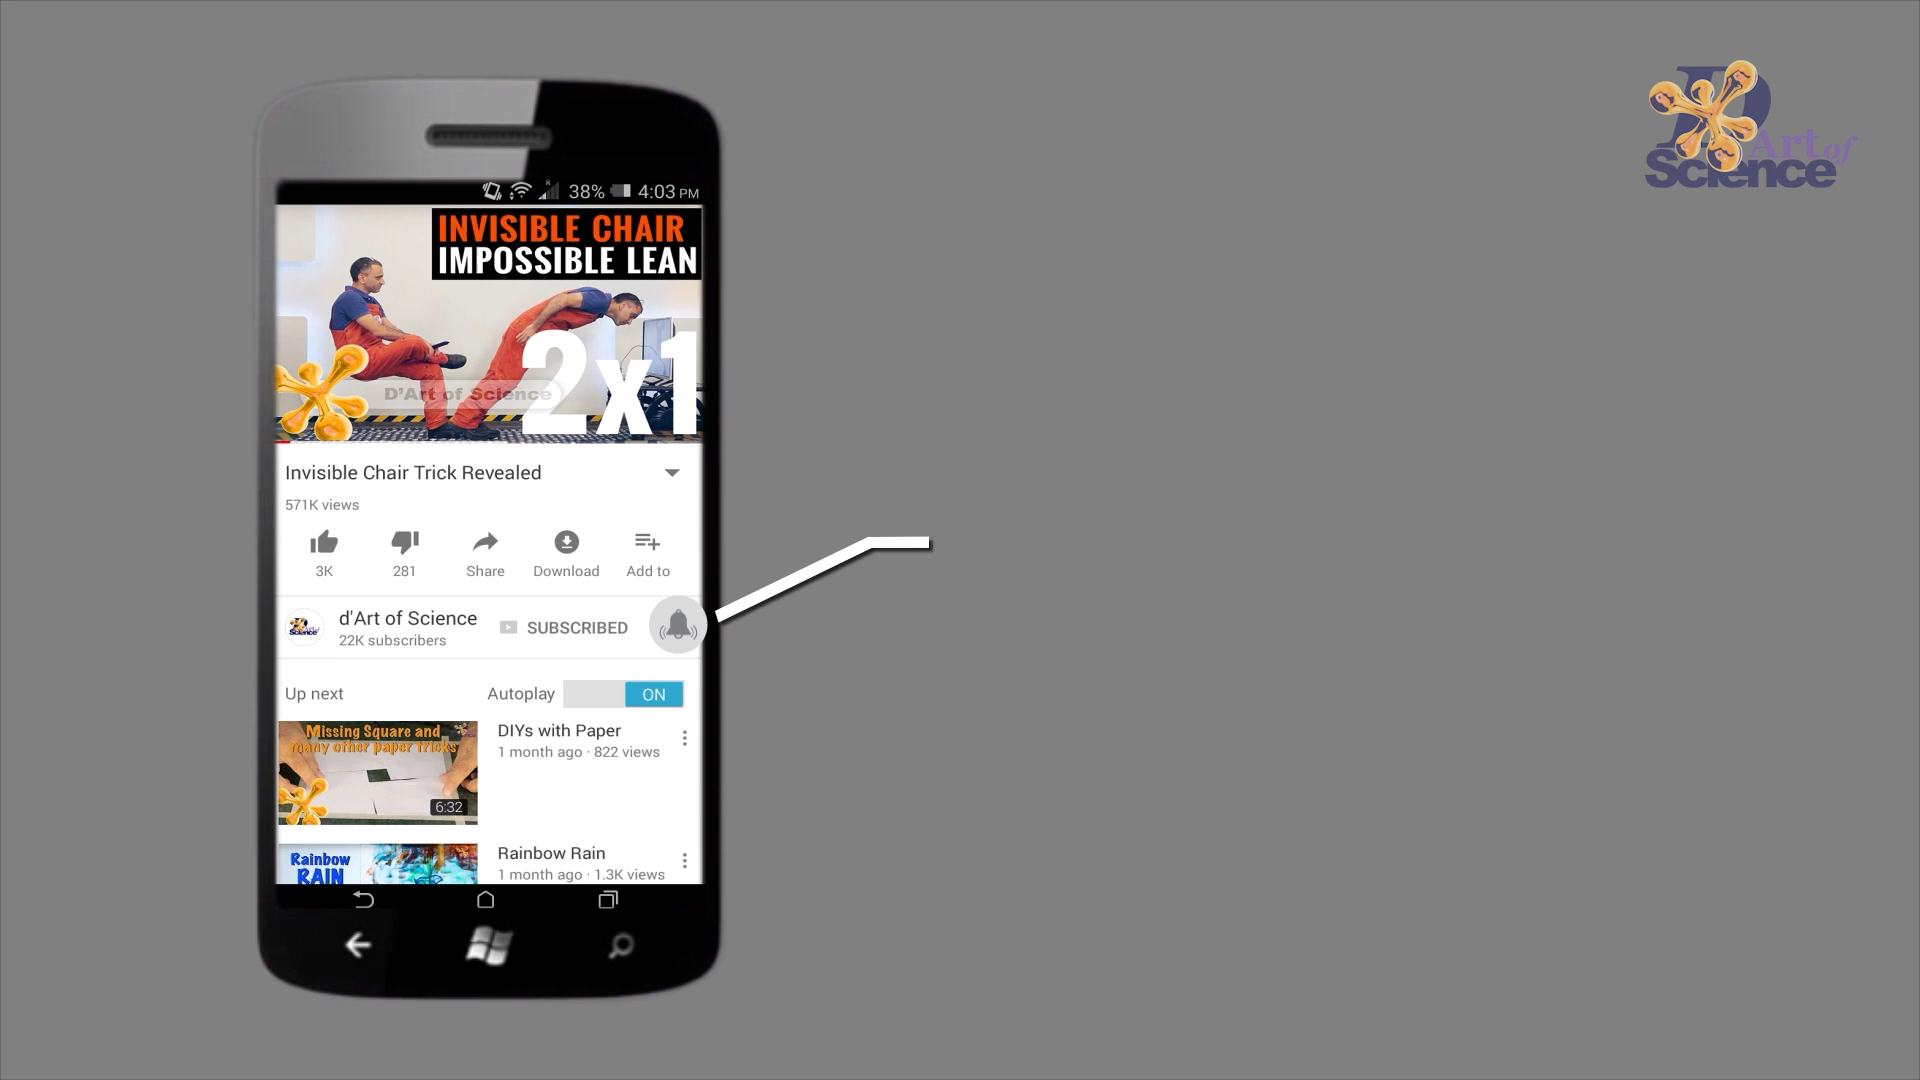 D
Art of
Science
R
38% 4:03 PM
INVISIBLE CHAIR
IMPOSSIBLE LEAN
2x1
D'Art of Science
Invisible Chair Trick Revealed
571K views
3K 281 Share Download Add to
d'Art of Science
22K subscribers
SUBSCRIBED
Up next Autoplay ON
Missing Square and
many other paper tricks
6:32
DIYs with Paper
1 month ago · 822 views
Rainbow
RAIN
Rainbow Rain
1 month ago · 1.3K views